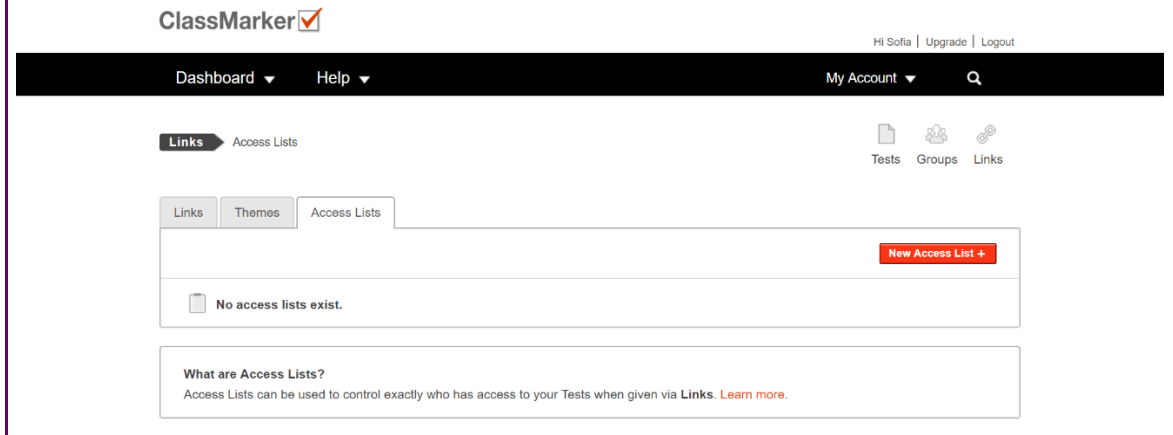 ClassMarker
Hi Sofia | Upgrade | Logout
Dashboard Help My Account
Links Access Lists
Tests Groups Links
Links Themes Access Lists
New Access List +
No access lists exist.
What are Access Lists?
Access Lists can be used to control exactly who has access to your Tests when given via Links. Learn more.